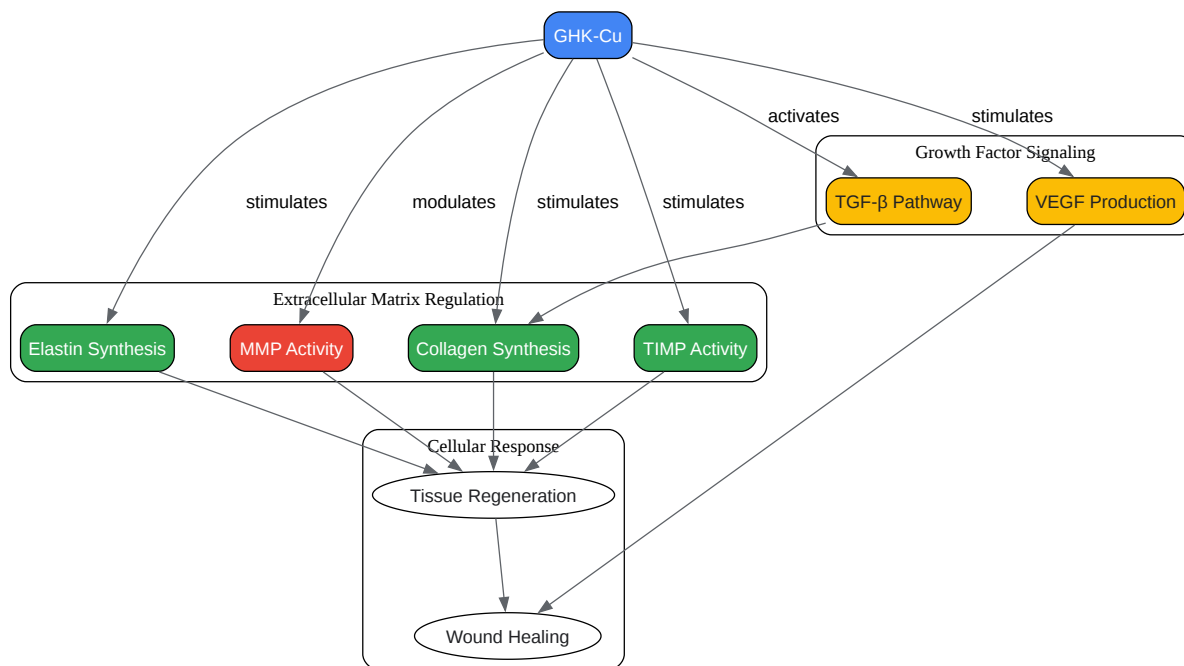 GHK-Cu
activates
stimulates
Growth Factor Signaling
TGF-β Pathway
VEGF Production
stimulates
modulates
stimulates
stimulates
Extracellular Matrix Regulation
Elastin Synthesis
MMP Activity
Collagen Synthesis
TIMP Activity
Cellular Response
Tissue Regeneration
Wound Healing